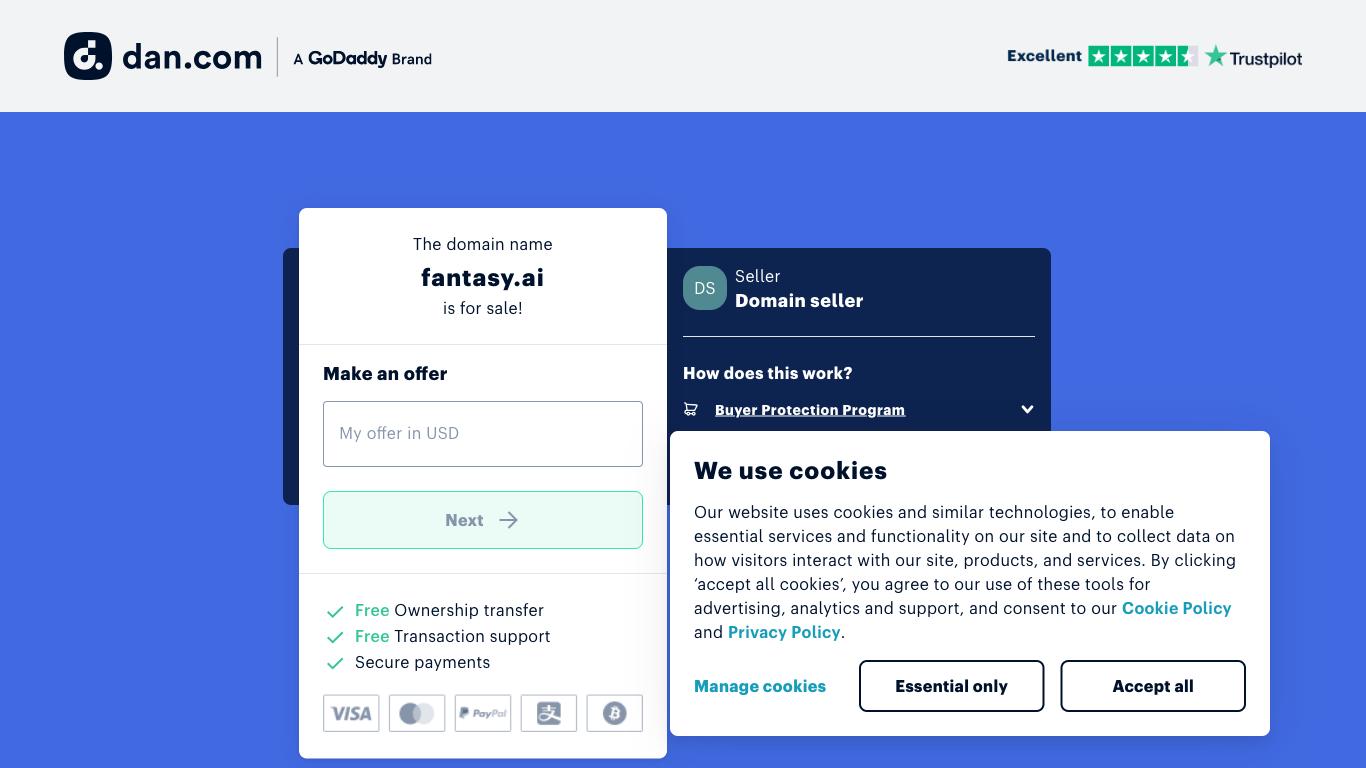 dan.com
A GoDaddy Brand
Excellent
Trustpilot
The domain name
fantasy.ai
is for sale!
Make an offer
My offer in USD
Next
Free Ownership transfer
Free Transaction support
Secure payments
VISA
PayPal
支
DS
Seller
Domain seller
How does this work?
Buyer Protection Program
We use cookies
Our website uses cookies and similar technologies, to enable
essential services and functionality on our site and to collect data on
how visitors interact with our site, products, and services. By clicking
‘accept all cookies’, you agree to our use of these tools for
advertising, analytics and support, and consent to our Cookie Policy
and Privacy Policy.
Manage cookies
Essential only
Accept all